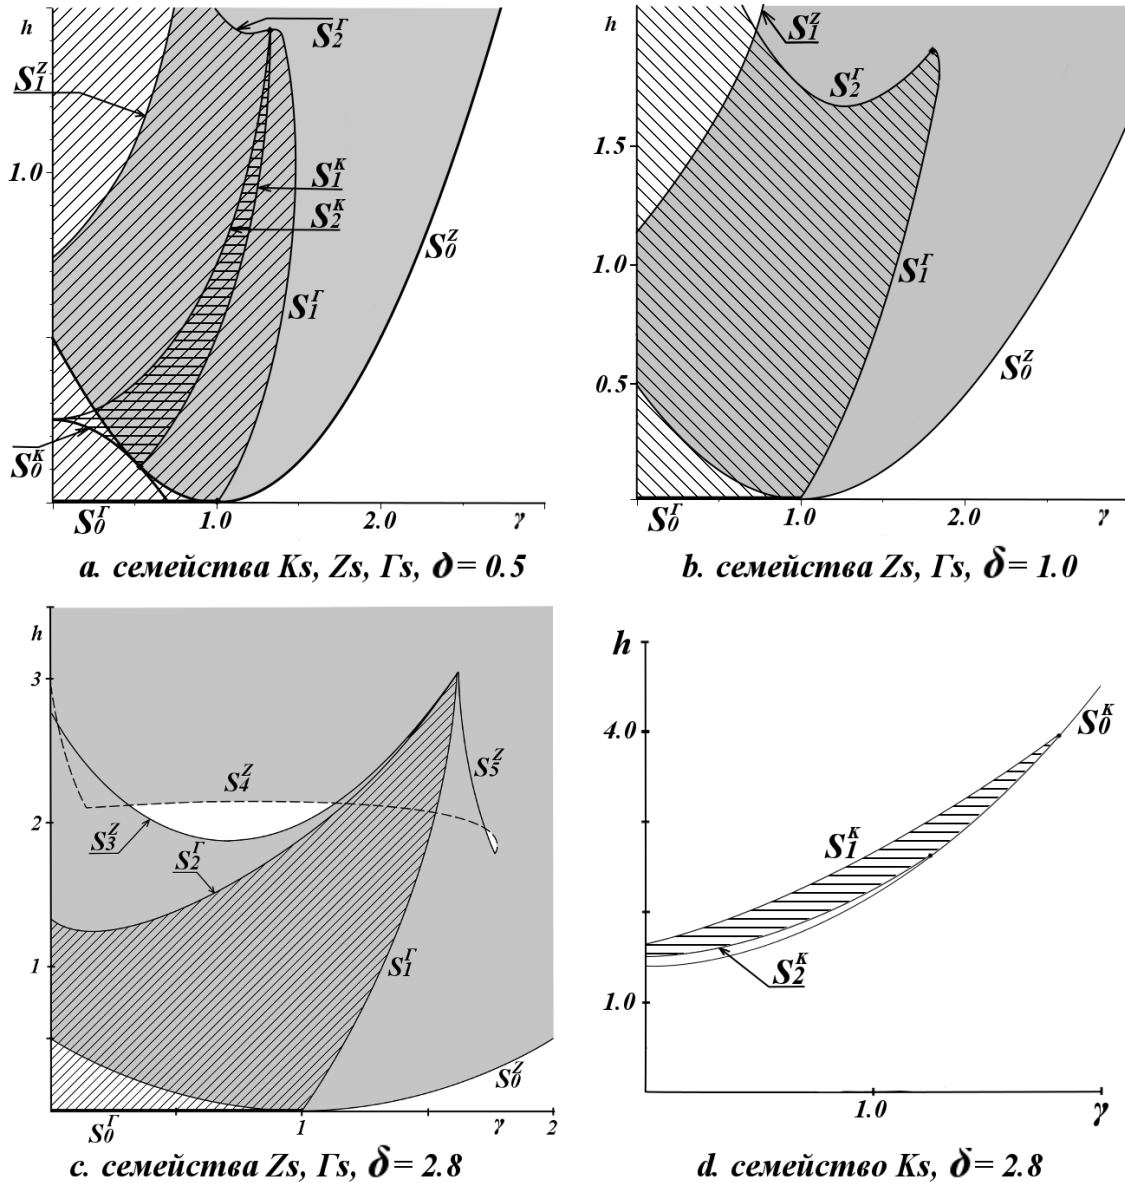 h
S₂^Γ
S₁^Z
1.0
S₁^K
S₂^K
S₀^Z
S₁^Γ
S₀^K
S₀^Γ
1.0
2.0
γ
a. семейства Ks, Zs, Γs, δ = 0.5
h
S₁^Z
S₂^Γ
1.5
1.0
S₁^Γ
S₀^Z
0.5
S₀^Γ
1.0
2.0
γ
b. семейства Zs, Γs, δ = 1.0
h
3
S₄^Z
S₅^Z
2
S₃^Z
S₂^Γ
1
S₁^Γ
S₀^Z
S₀^Γ
1
γ
2
c. семейства Zs, Γs, δ = 2.8
h
4.0
S₀^K
S₁^K
S₂^K
1.0
1.0
γ
d. семейство Ks, δ = 2.8